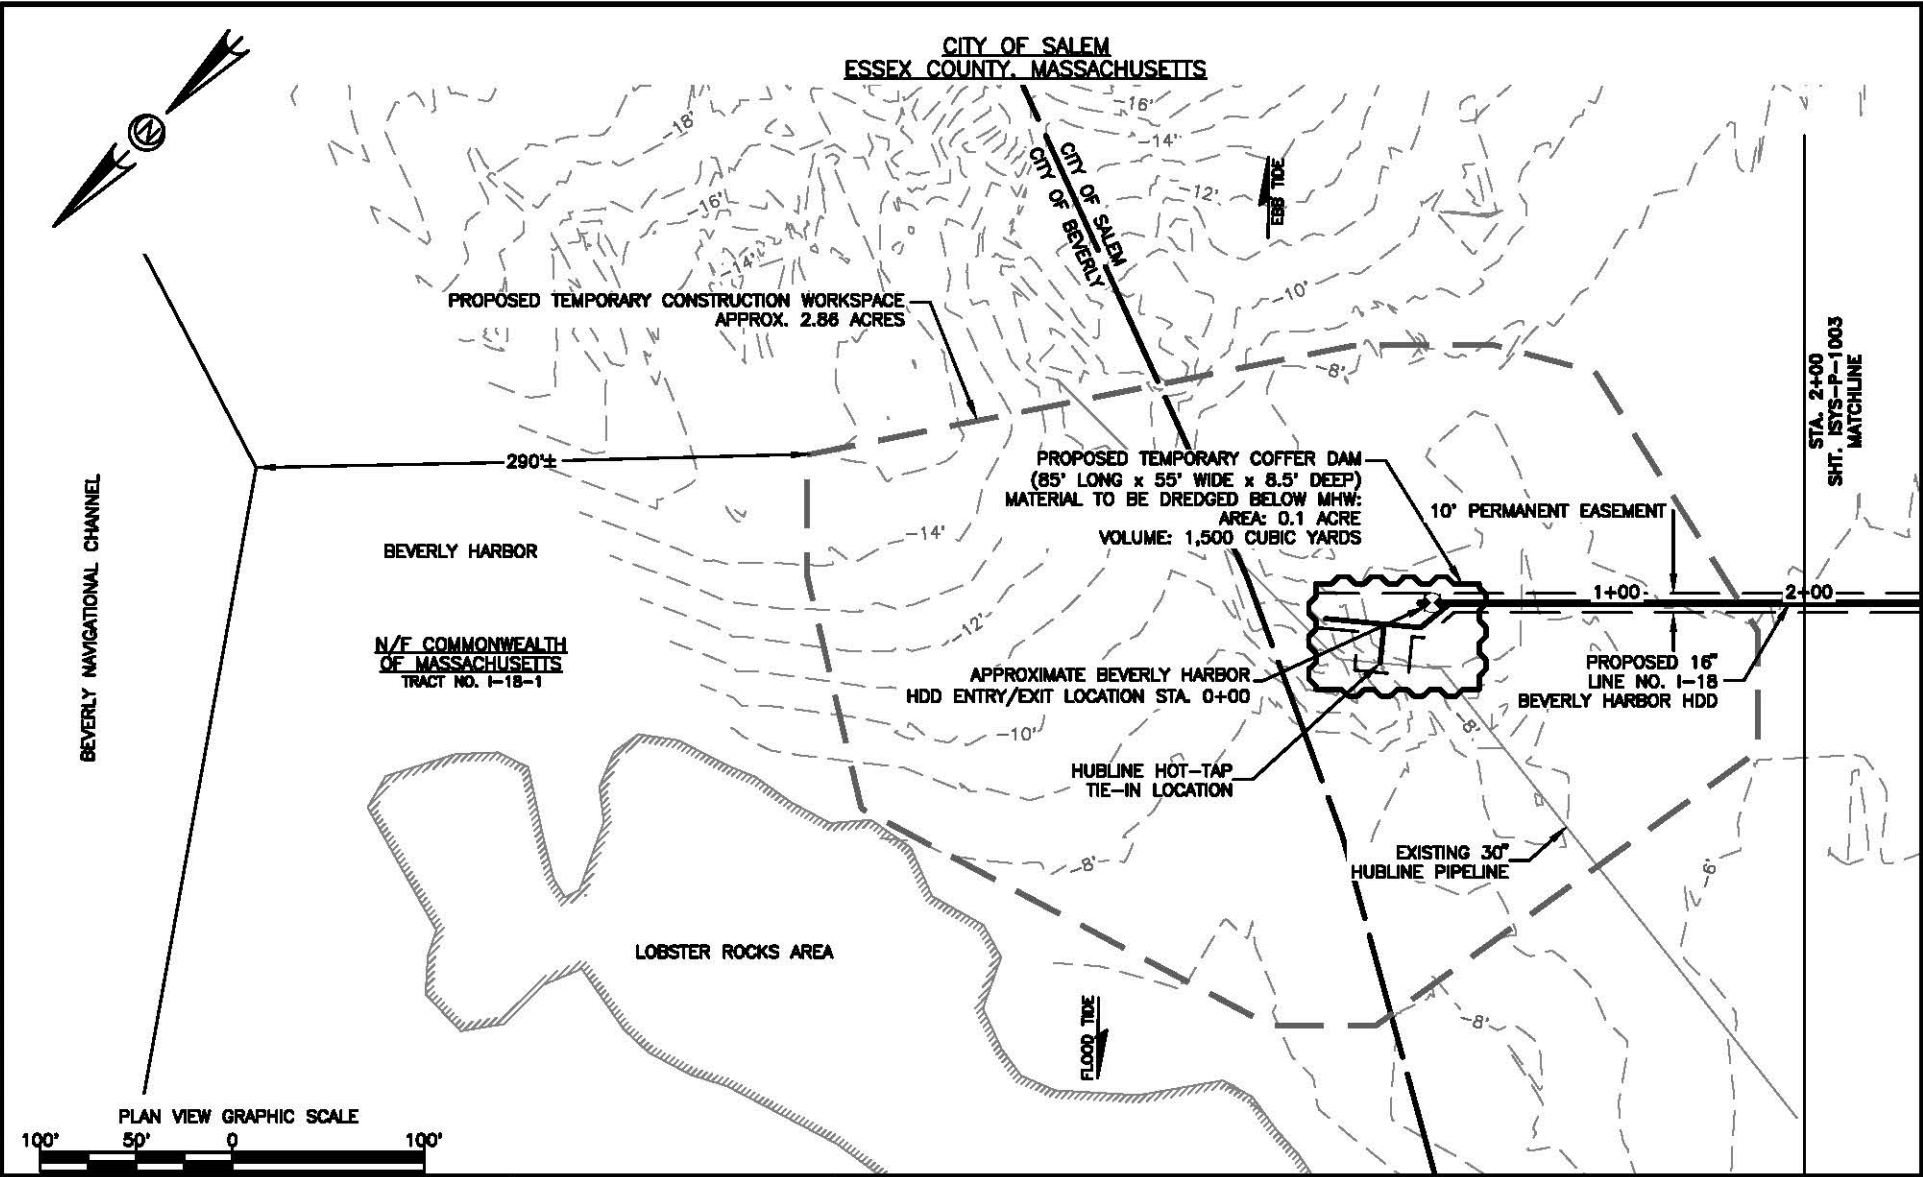 CITY OF SALEM
ESSEX COUNTY, MASSACHUSETTS
N
-18'
-16'
-14'
-16'
-14'
-12'
-10'
-8'
CITY OF SALEM
CITY OF BEVERLY
EBB TIDE
PROPOSED TEMPORARY CONSTRUCTION WORKSPACE
APPROX. 2.86 ACRES
STA. 2+00
SHT. ISYS-P-1003
MATCHLINE
290'±
PROPOSED TEMPORARY COFFER DAM
(85' LONG x 55' WIDE x 8.5' DEEP)
MATERIAL TO BE DREDGED BELOW MHW:
AREA: 0.1 ACRE
VOLUME: 1,500 CUBIC YARDS
10' PERMANENT EASEMENT
BEVERLY NAVIGATIONAL CHANNEL
BEVERLY HARBOR
-14'
1+00
2+00
-12'
N/F COMMONWEALTH
OF MASSACHUSETTS
TRACT NO. I-18-1
APPROXIMATE BEVERLY HARBOR
HDD ENTRY/EXIT LOCATION STA. 0+00
PROPOSED 16"
LINE NO. I-18
BEVERLY HARBOR HDD
-10'
-8'
HUBLINE HOT-TAP
TIE-IN LOCATION
EXISTING 30"
HUBLINE PIPELINE
-8'
-6'
LOBSTER ROCKS AREA
FLOOD TIDE
-8'
PLAN VIEW GRAPHIC SCALE
100' 50' 0 100'